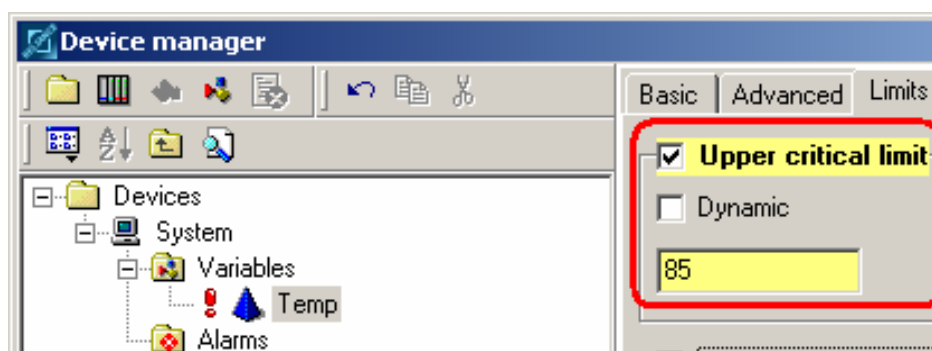 Device manager
Basic
Advanced
Limits
Upper critical limit
Dynamic
85
Devices
System
Variables
Temp
Alarms